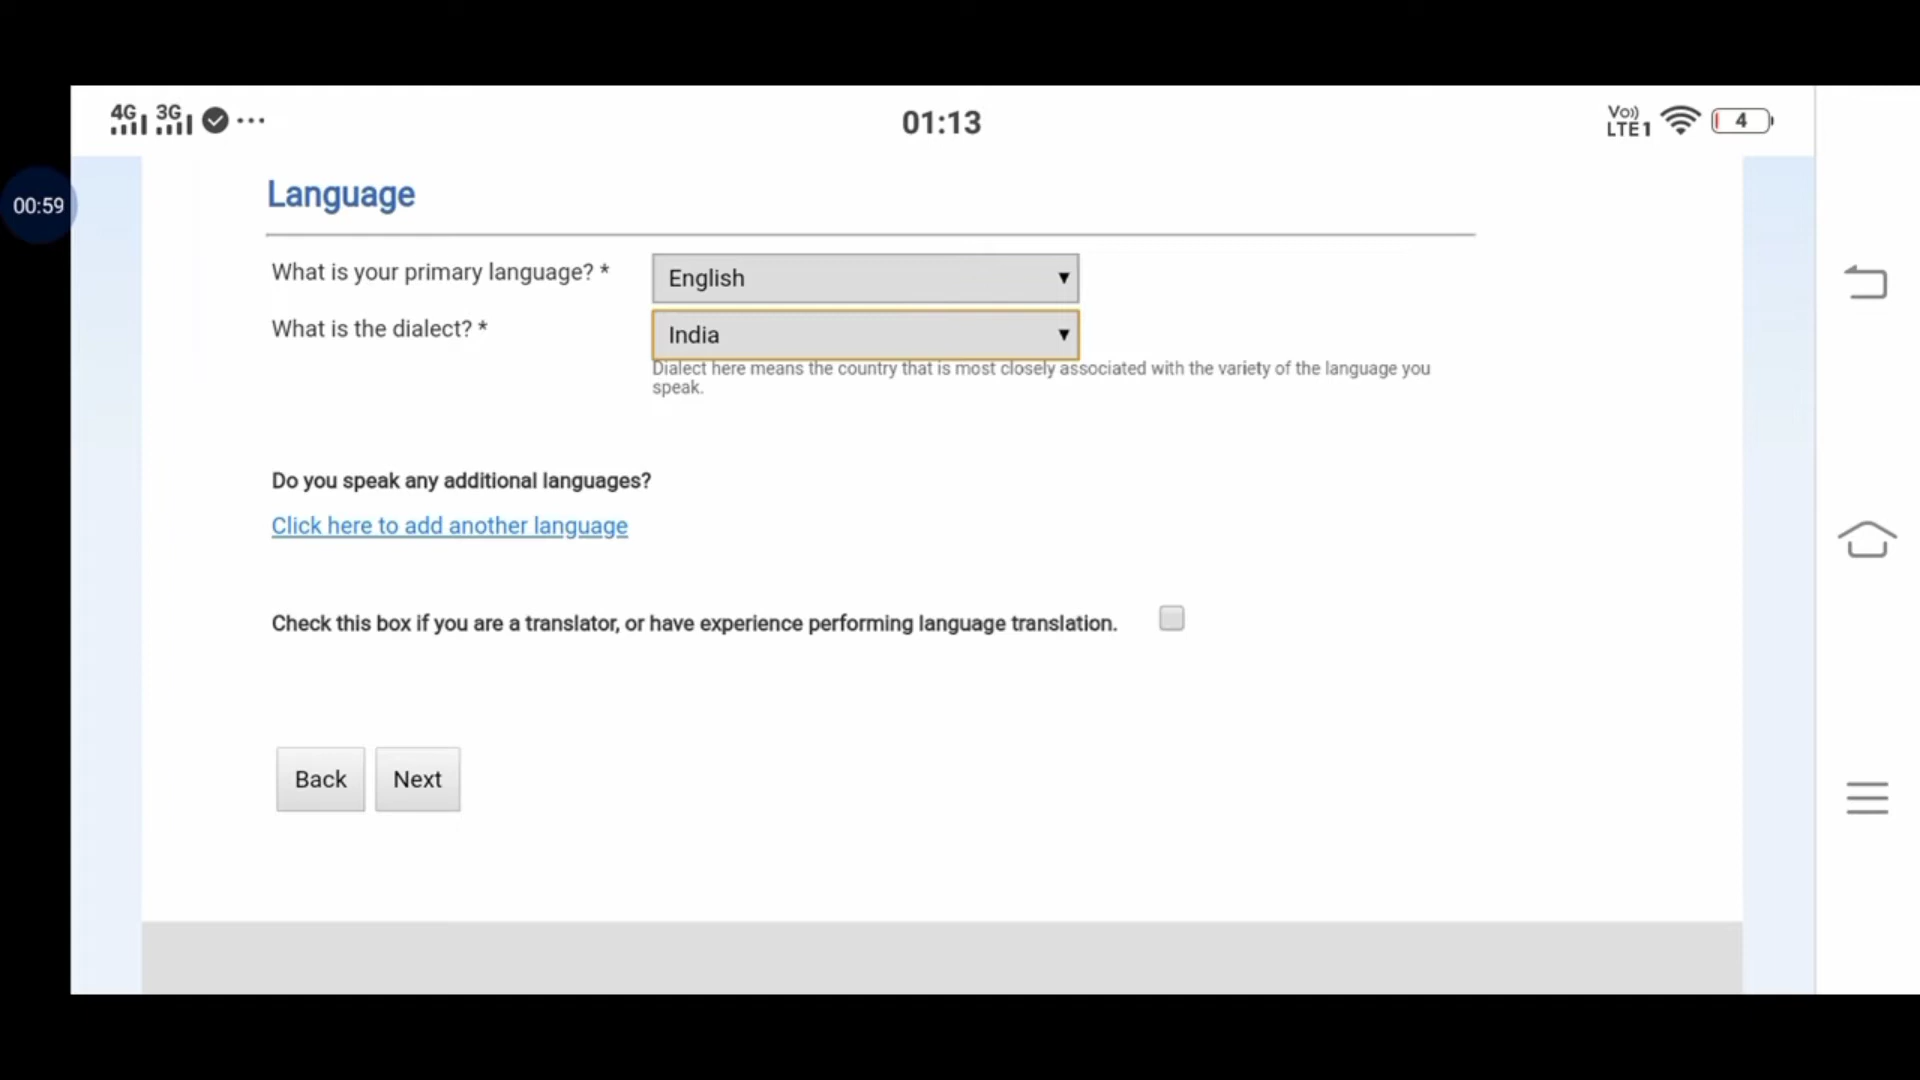 4G 3G ... 01:13 Vo)) LTE1 4
00:59
Language
What is your primary language? * English
What is the dialect? * India
Dialect here means the country that is most closely associated with the variety of the language you
speak.
Do you speak any additional languages?
Click here to add another language
Check this box if you are a translator, or have experience performing language translation.
Back Next